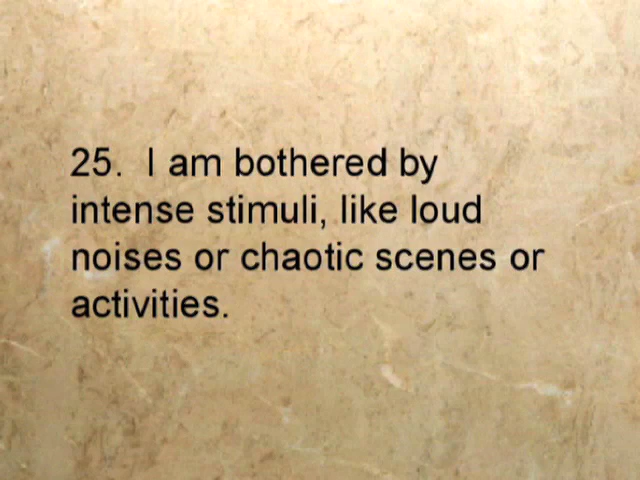 25.  I am bothered by
intense stimuli, like loud
noises or chaotic scenes or
activities.